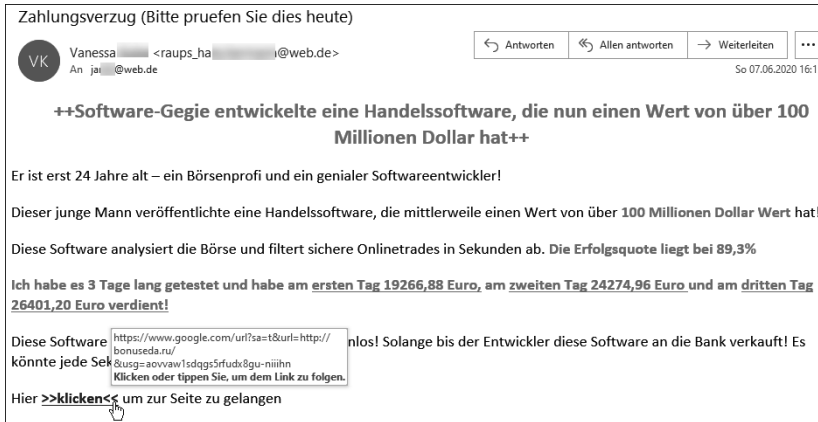 Zahlungsverzug (Bitte pruefen Sie dies heute)
VK
Vanessa <raups_ha @web.de>
An jar @web.de
Antworten
Allen antworten
Weiterleiten
So 07.06.2020 16:1
++Software-Gegie entwickelte eine Handelssoftware, die nun einen Wert von über 100
Millionen Dollar hat++
Er ist erst 24 Jahre alt – ein Börsenprofi und ein genialer Softwareentwickler!
Dieser junge Mann veröffentlichte eine Handelssoftware, die mittlerweile einen Wert von über 100 Millionen Dollar Wert hat!
Diese Software analysiert die Börse und filtert sichere Onlinetrades in Sekunden ab. Die Erfolgsquote liegt bei 89,3%
Ich habe es 3 Tage lang getestet und habe am ersten Tag 19266,88 Euro, am zweiten Tag 24274,96 Euro und am dritten Tag
26401,20 Euro verdient!
Diese Software nlos! Solange bis der Entwickler diese Software an die Bank verkauft! Es
könnte jede Sek
https://www.google.com/url?sa=t&url=http://
bonuseda.ru/
&usg=aovvaw1sdqgs5rfudx8gu-niiihn
Klicken oder tippen Sie, um dem Link zu folgen.
Hier >>klicken<< um zur Seite zu gelangen